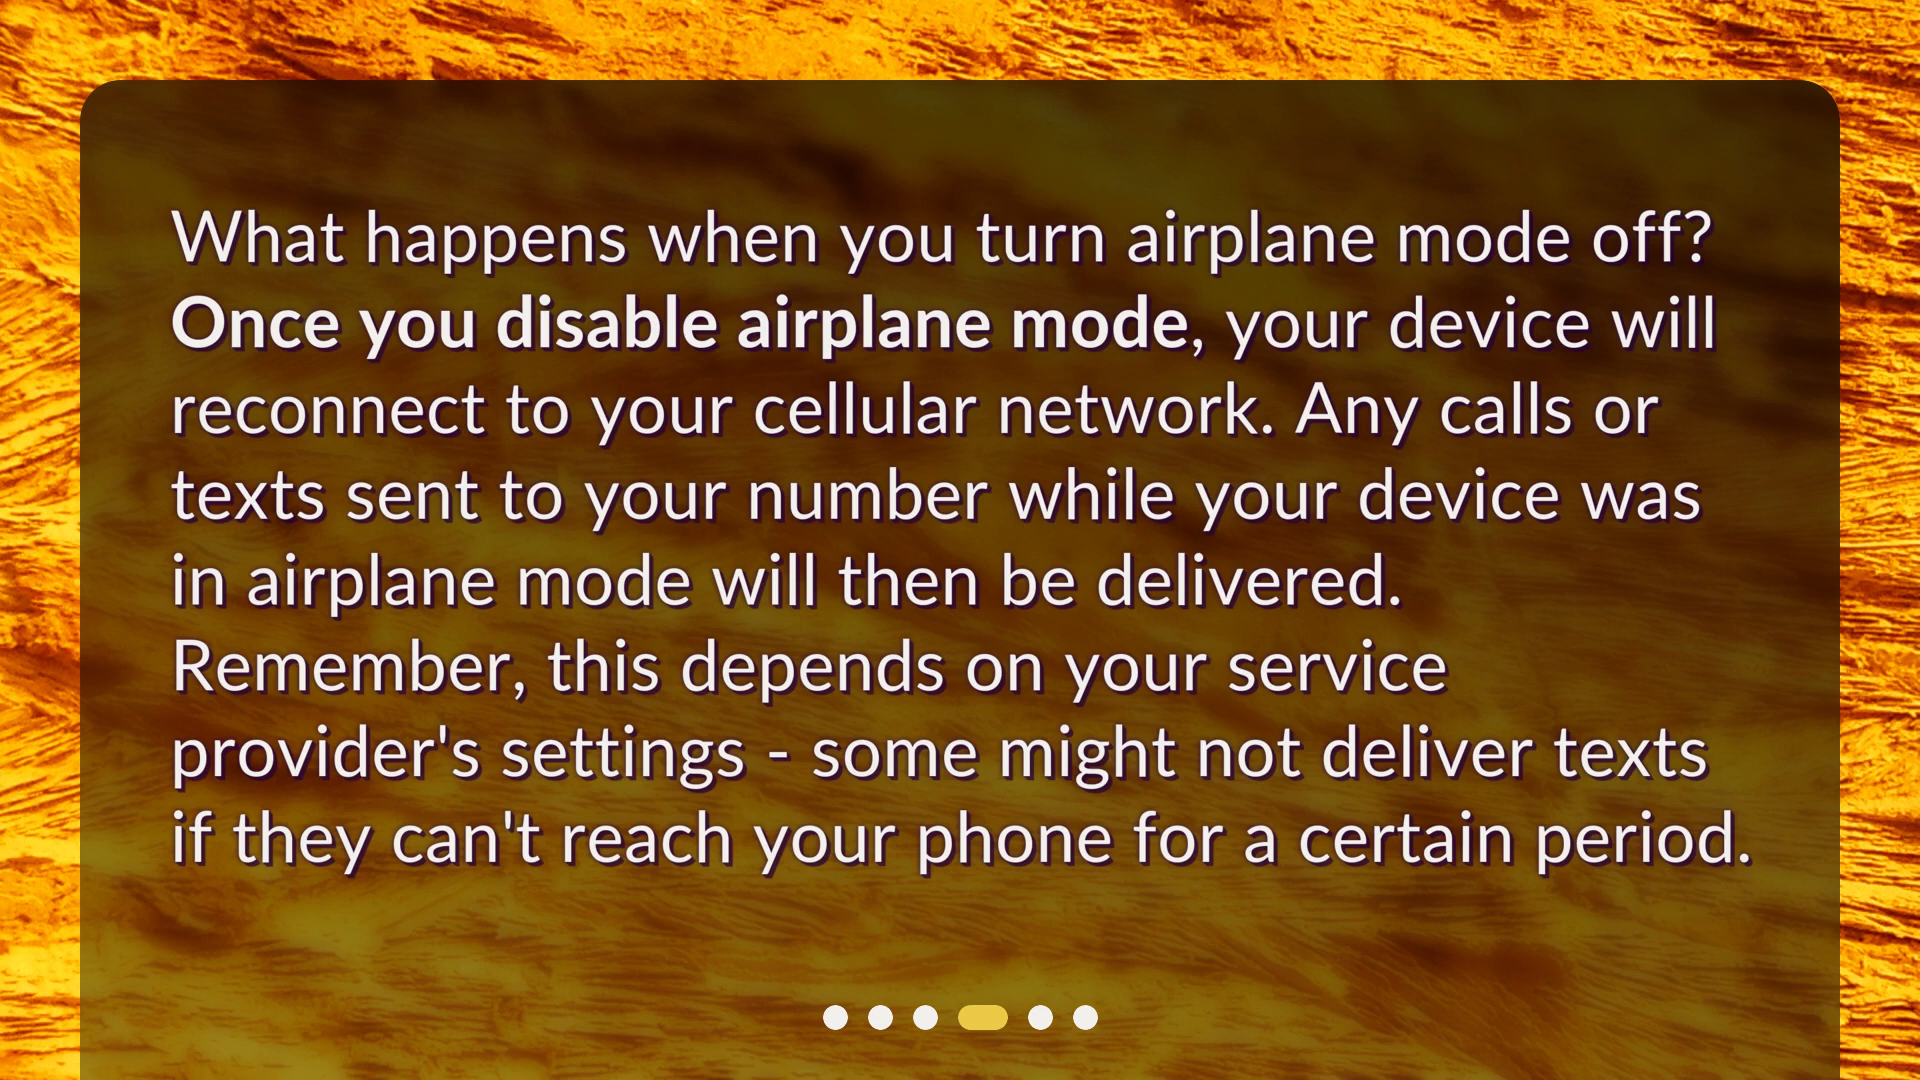 What happens when you turn airplane mode off?
Once you disable airplane mode, your device will
reconnect to your cellular network. Any calls or
texts sent to your number while your device was
in airplane mode will then be delivered.
Remember, this depends on your service
provider's settings - some might not deliver texts
if they can't reach your phone for a certain period.